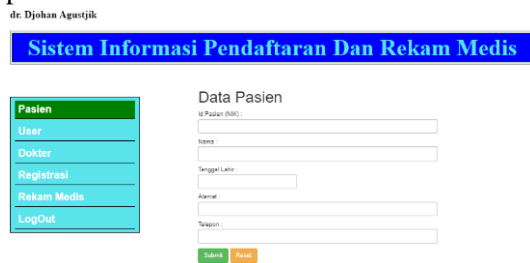 dr. Djohan Agustjik
Sistem Informasi Pendaftaran Dan Rekam Medis
Pasien
User
Dokter
Registrasi
Rekam Medis
LogOut
Data Pasien
Id Pasien (NIK) :
Nama :
Tanggal Lahir :
Alamat :
Telepon :
Submit Reset